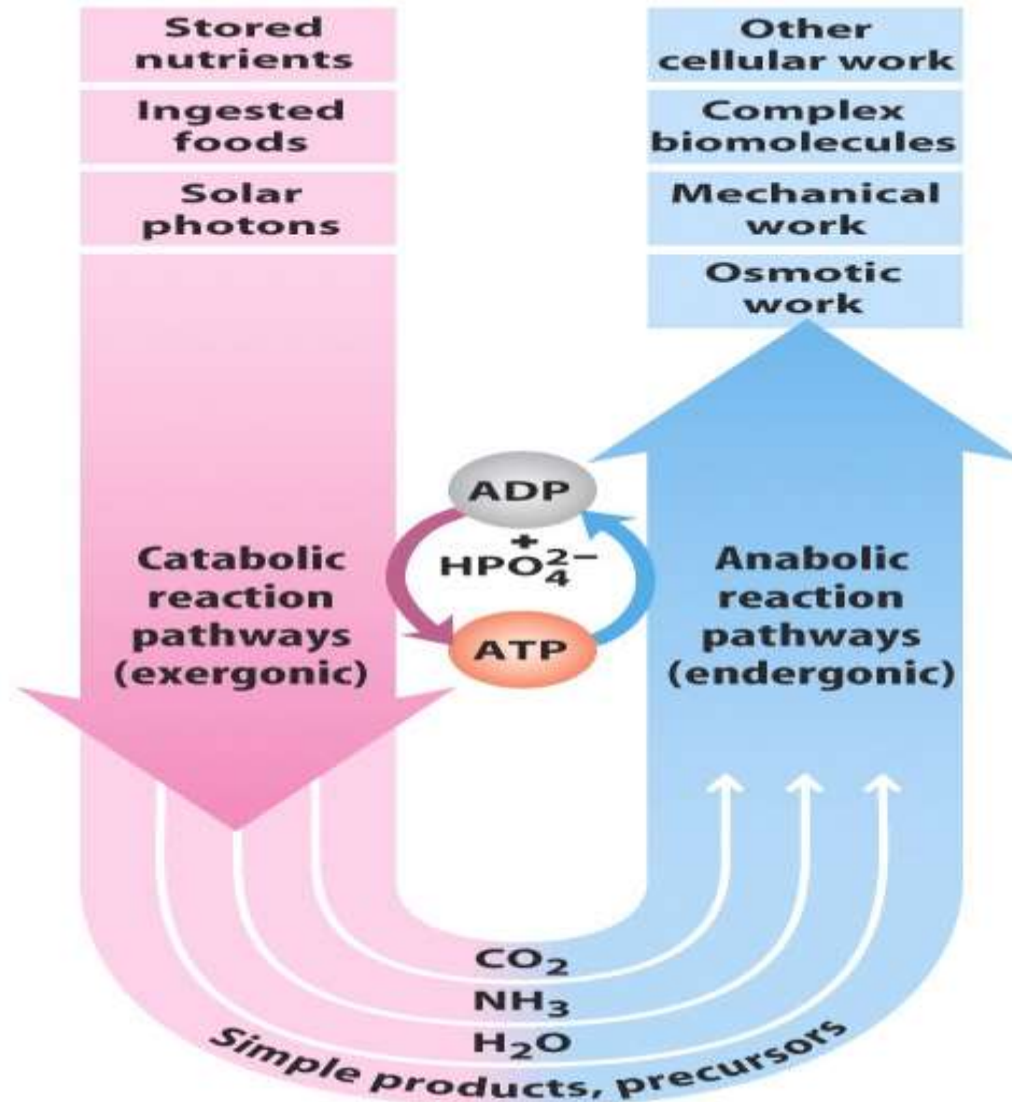 Stored
nutrients
Ingested
foods
Solar
photons
Other
cellular work
Complex
biomolecules
Mechanical
work
Osmotic
work
Catabolic
reaction
pathways
(exergonic)
ADP
+
HPO₄²⁻
ATP
Anabolic
reaction
pathways
(endergonic)
CO₂
NH₃
H₂O
Simple products, precursors